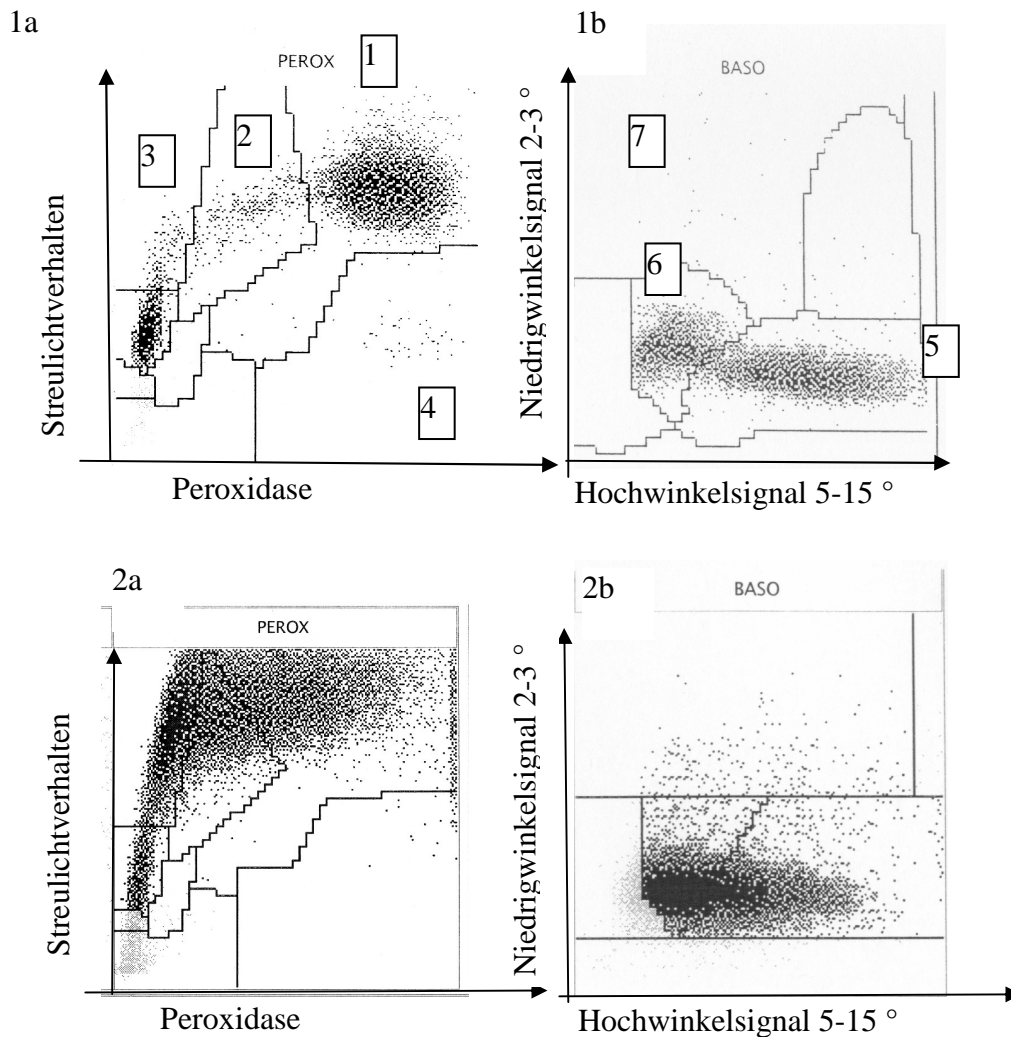 1a
PEROX
1
2
3
4
Streulichtverhalten
Peroxidase
1b
BASO
7
6
5
Niedrigwinkelsignal 2-3 °
Hochwinkelsignal 5-15 °
2a
PEROX
Streulichtverhalten
Peroxidase
2b
BASO
Niedrigwinkelsignal 2-3 °
Hochwinkelsignal 5-15 °